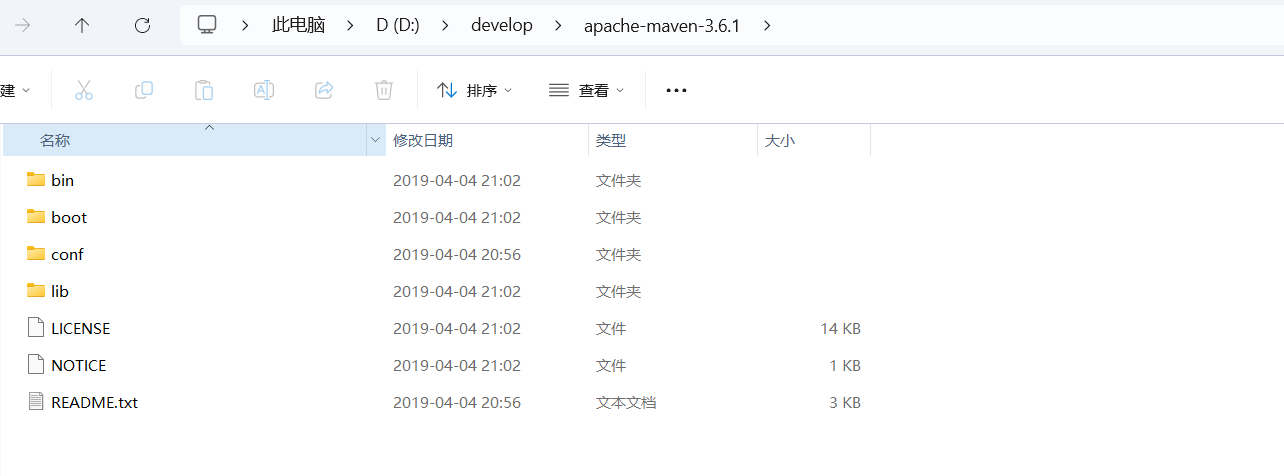 此电脑 D (D:) develop apache-maven-3.6.1
建 排序 查看
名称 修改日期 类型 大小
bin 2019-04-04 21:02 文件夹
boot 2019-04-04 21:02 文件夹
conf 2019-04-04 20:56 文件夹
lib 2019-04-04 21:02 文件夹
LICENSE 2019-04-04 21:02 文件 14 KB
NOTICE 2019-04-04 21:02 文件 1 KB
README.txt 2019-04-04 20:56 文本文档 3 KB